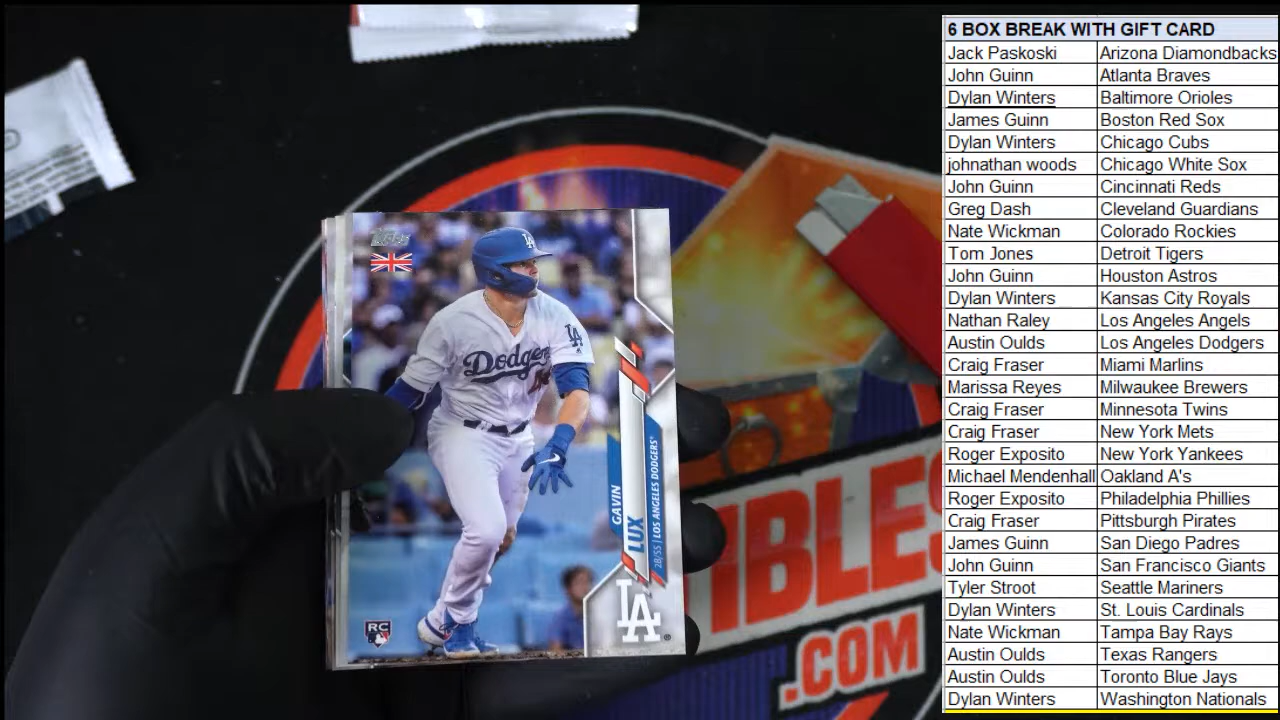 6 BOX BREAK WITH GIFT CARD
Jack Paskoski Arizona Diamondbacks
John Guinn Atlanta Braves
Dylan Winters Baltimore Orioles
James Guinn Boston Red Sox
Dylan Winters Chicago Cubs
johnathan woods Chicago White Sox
John Guinn Cincinnati Reds
Greg Dash Cleveland Guardians
Nate Wickman Colorado Rockies
Tom Jones Detroit Tigers
John Guinn Houston Astros
Dylan Winters Kansas City Royals
Nathan Raley Los Angeles Angels
Austin Oulds Los Angeles Dodgers
Craig Fraser Miami Marlins
Marissa Reyes Milwaukee Brewers
Craig Fraser Minnesota Twins
Craig Fraser New York Mets
Roger Exposito New York Yankees
Michael Mendenhall Oakland A's
Roger Exposito Philadelphia Phillies
Craig Fraser Pittsburgh Pirates
James Guinn San Diego Padres
John Guinn San Francisco Giants
Tyler Stroot Seattle Mariners
Dylan Winters St. Louis Cardinals
Nate Wickman Tampa Bay Rays
Austin Oulds Texas Rangers
Austin Oulds Toronto Blue Jays
Dylan Winters Washington Nationals
Topps
LA
LA
Dodgers
GAVIN
LUX
2B/SS | LOS ANGELES DODGERS®
LA
RC
IBLES
.COM